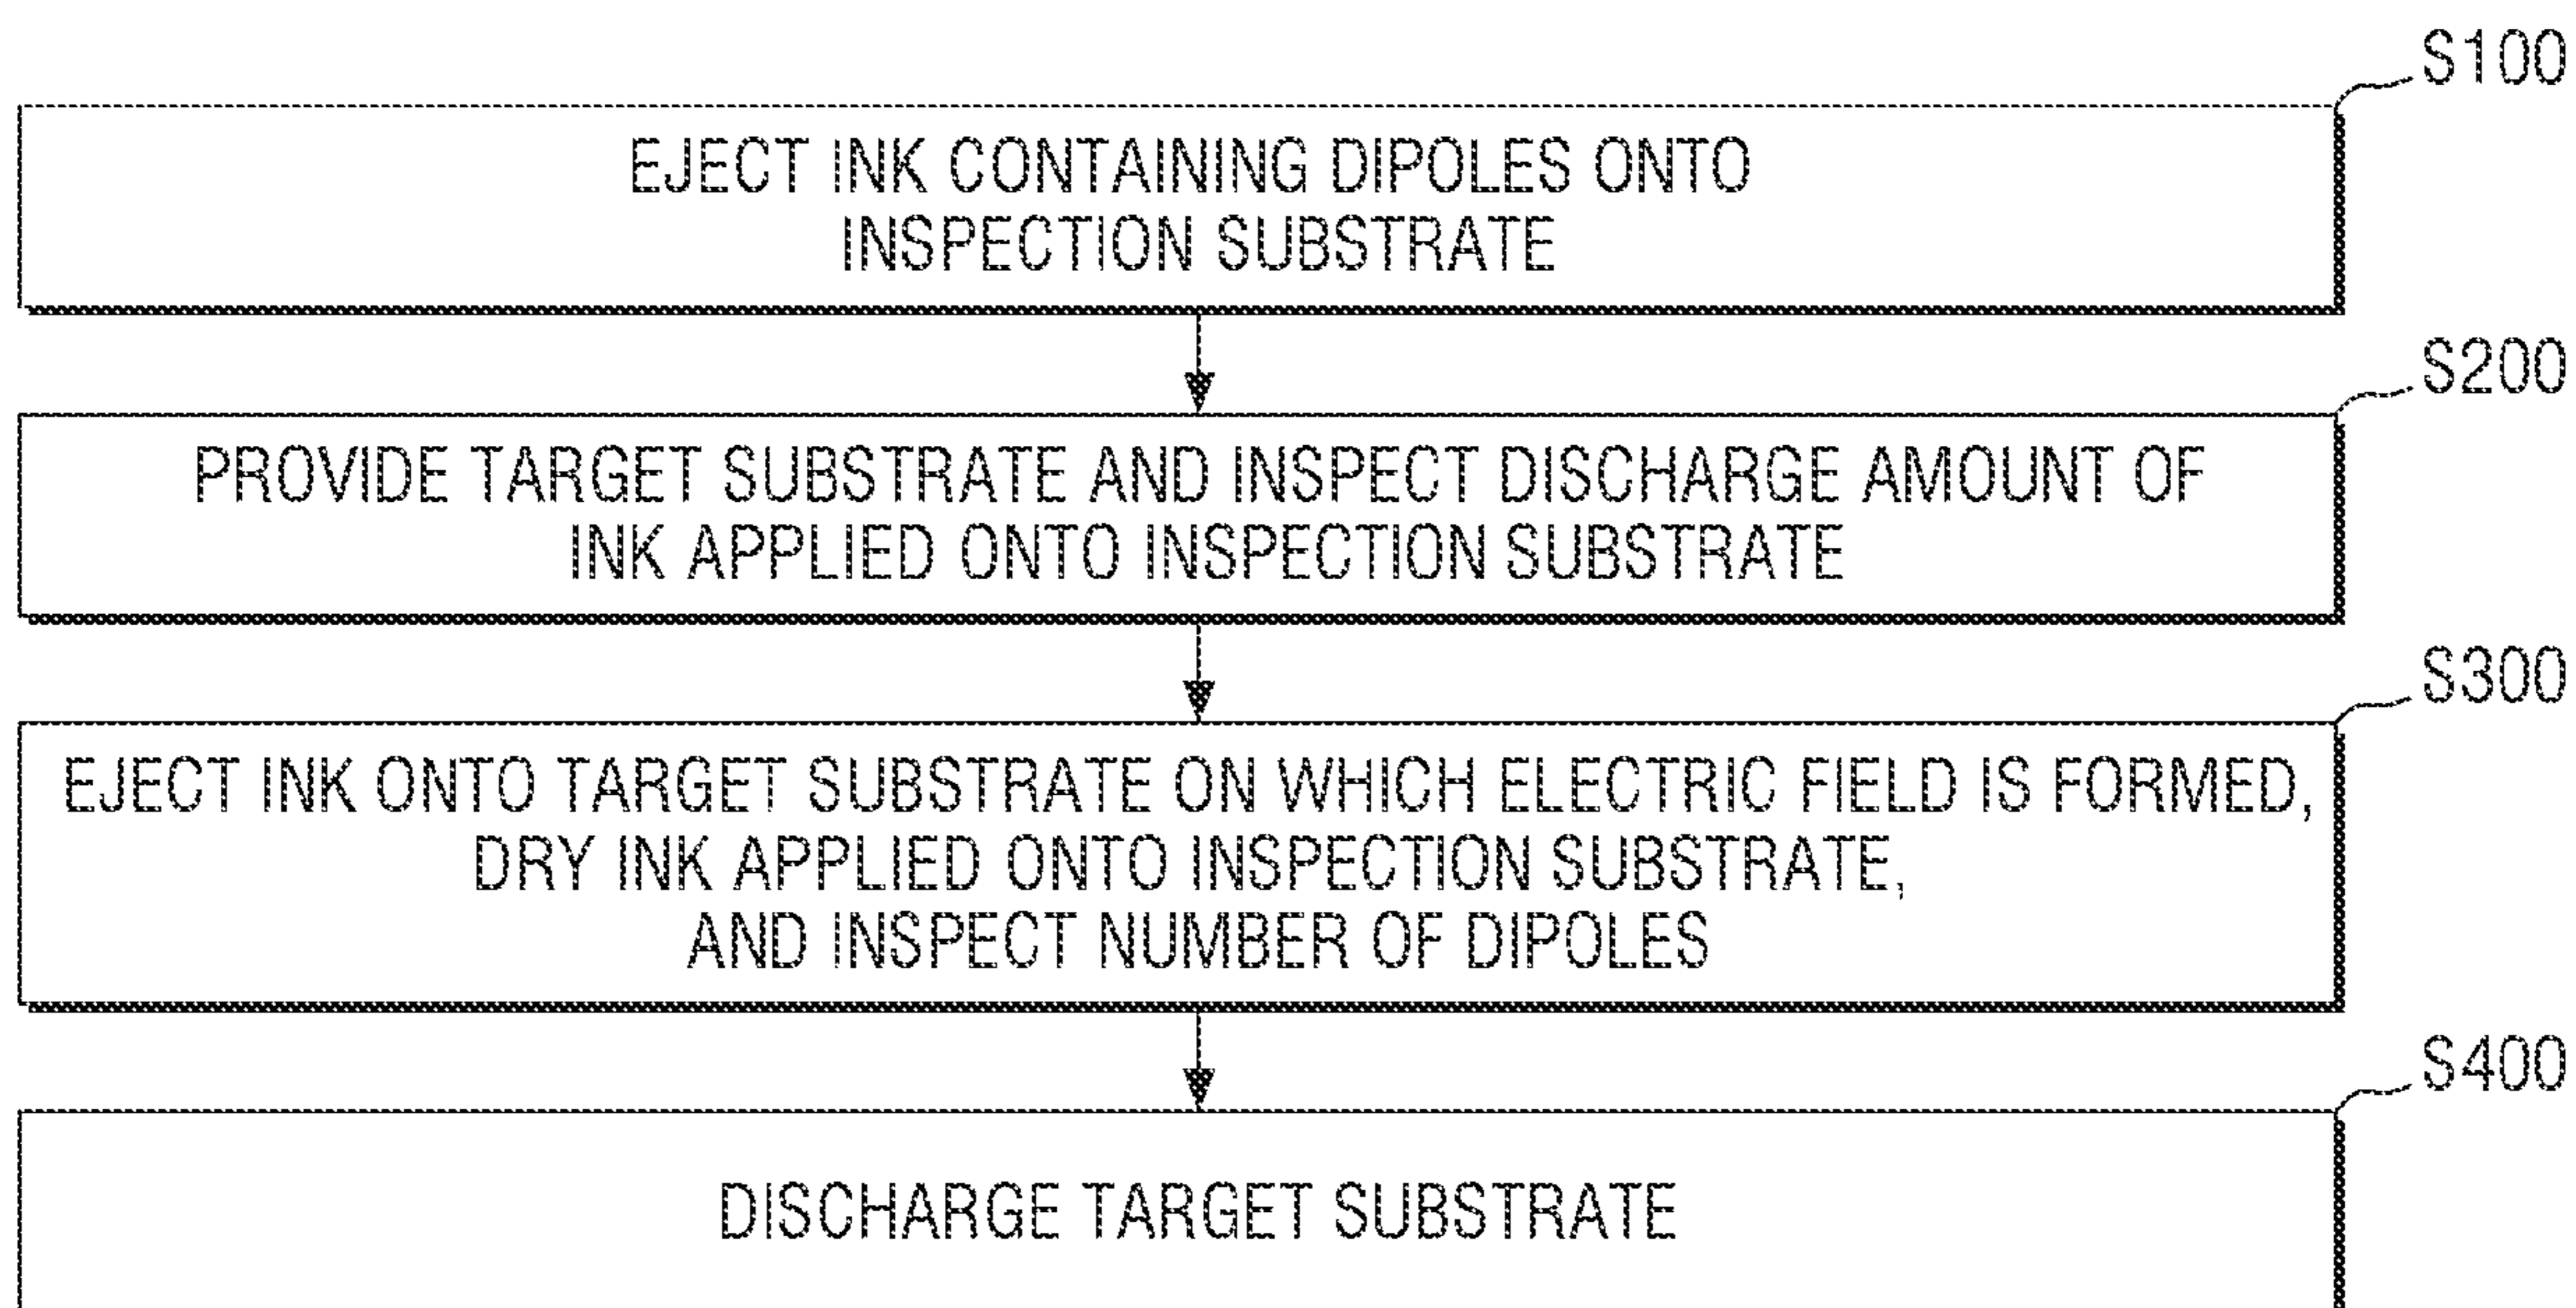 S100
EJECT INK CONTAINING DIPOLES ONTO
INSPECTION SUBSTRATE
S200
PROVIDE TARGET SUBSTRATE AND INSPECT DISCHARGE AMOUNT OF
INK APPLIED ONTO INSPECTION SUBSTRATE
S300
EJECT INK ONTO TARGET SUBSTRATE ON WHICH ELECTRIC FIELD IS FORMED,
DRY INK APPLIED ONTO INSPECTION SUBSTRATE,
AND INSPECT NUMBER OF DIPOLES
S400
DISCHARGE TARGET SUBSTRATE